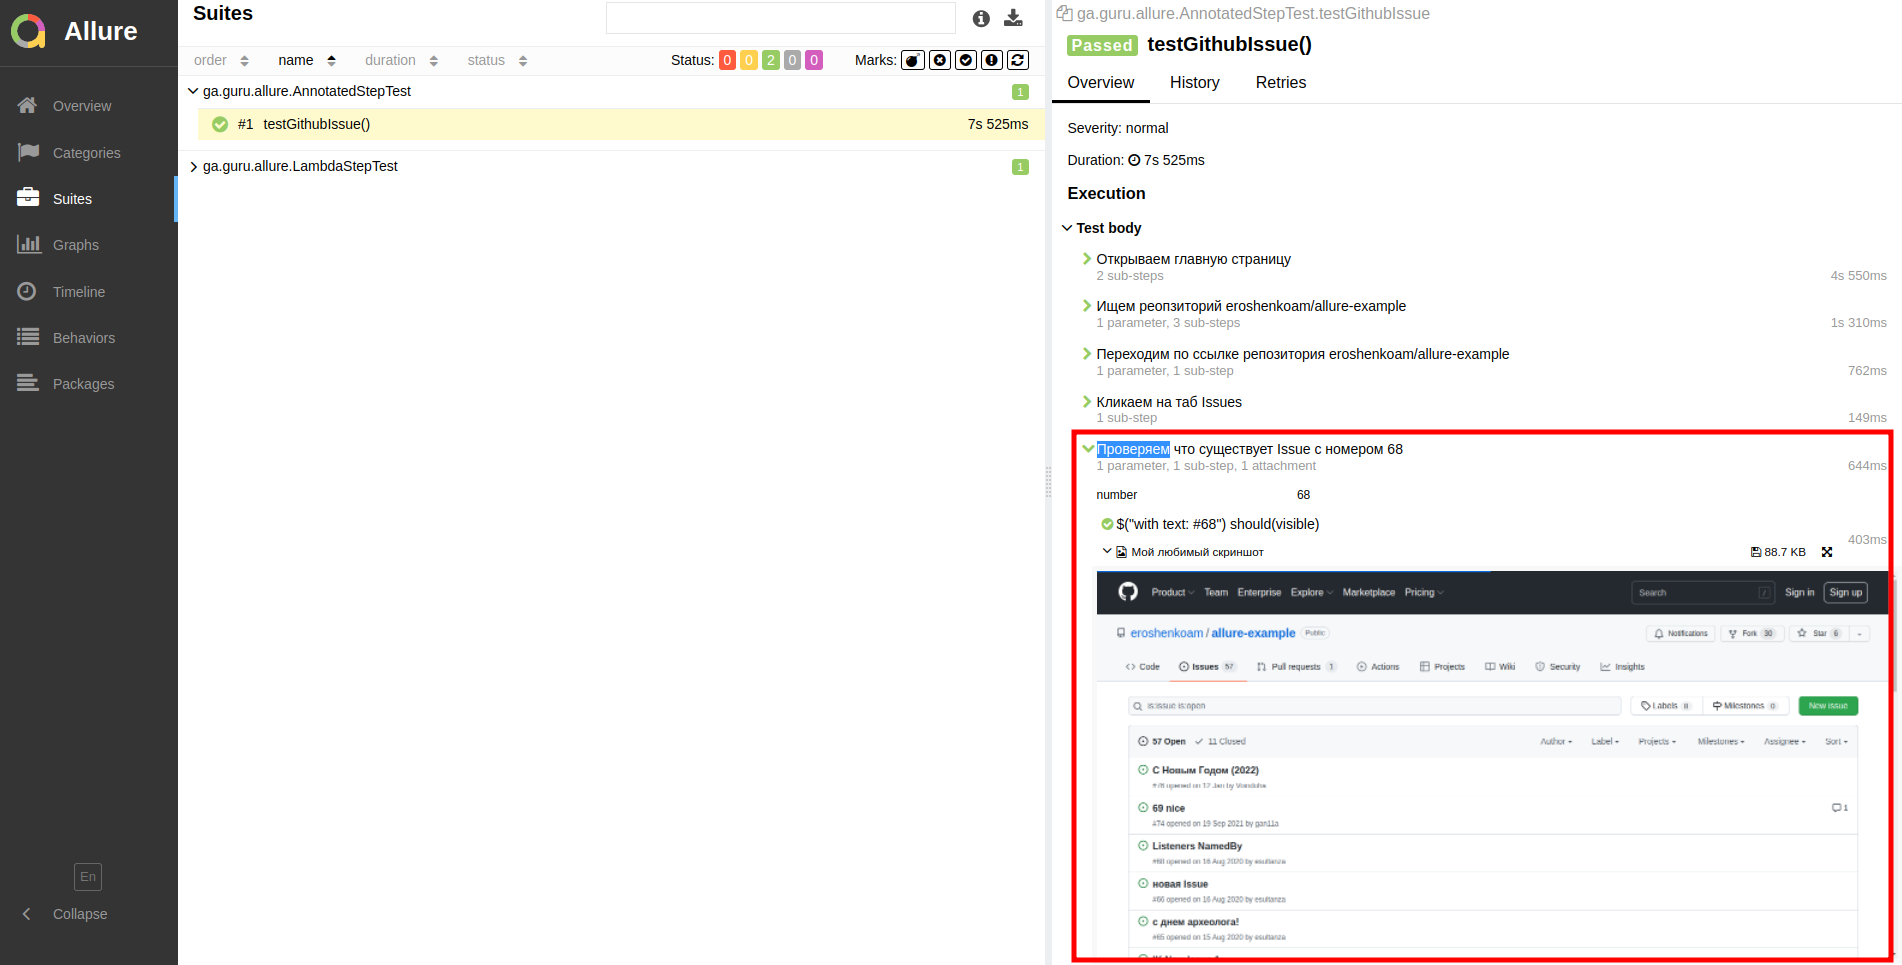 Allure
Overview
Categories
Suites
Graphs
Timeline
Behaviors
Packages
En
Collapse
Suites
order name duration status Status: 0 0 2 0 0 Marks:
ga.guru.allure.AnnotatedStepTest 1
#1 testGithubIssue() 7s 525ms
ga.guru.allure.LambdaStepTest 1
ga.guru.allure.AnnotatedStepTest.testGithubIssue
Passed testGithubIssue()
Overview History Retries
Severity: normal
Duration: 7s 525ms
Execution
Test body
Открываем главную страницу
2 sub-steps 4s 550ms
Ищем реопзиторий eroshenkoam/allure-example
1 parameter, 3 sub-steps 1s 310ms
Переходим по ссылке репозитория eroshenkoam/allure-example
1 parameter, 1 sub-step 762ms
Кликаем на таб Issues
1 sub-step 149ms
Проверяем что существует Issue с номером 68
1 parameter, 1 sub-step, 1 attachment 644ms
number 68
$("with text: #68") should(visible)
403ms
Мой любимый скриншот 88.7 KB
Product Team Enterprise Explore Marketplace Pricing Search / Sign in Sign up
eroshenkoam / allure-example Public Notifications Fork 30 Star 6
Code Issues 57 Pull requests 1 Actions Projects Wiki Security Insights
is:issue is:open Labels 8 Milestones 0 New issue
57 Open 11 Closed Author Label Projects Milestones Assignee Sort
С Новым Годом (2022)
opened on 12 Jan by
69 nice 1
#74 opened on 19 Sep 2021 by gan11a
Listeners NamedBy
#68 opened on 16 Aug 2020 by esultanza
новая Issue
#66 opened on 16 Aug 2020 by esultanza
с днем археолога!
#65 opened on 15 Aug 2020 by esultanza